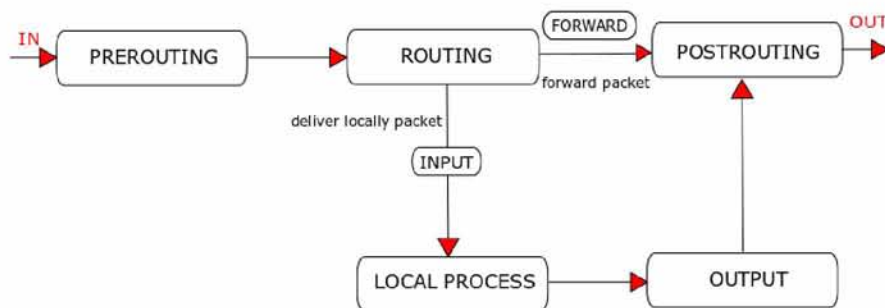 IN
PREROUTING
ROUTING
FORWARD
forward packet
POSTROUTING
OUT
deliver locally packet
INPUT
LOCAL PROCESS
OUTPUT